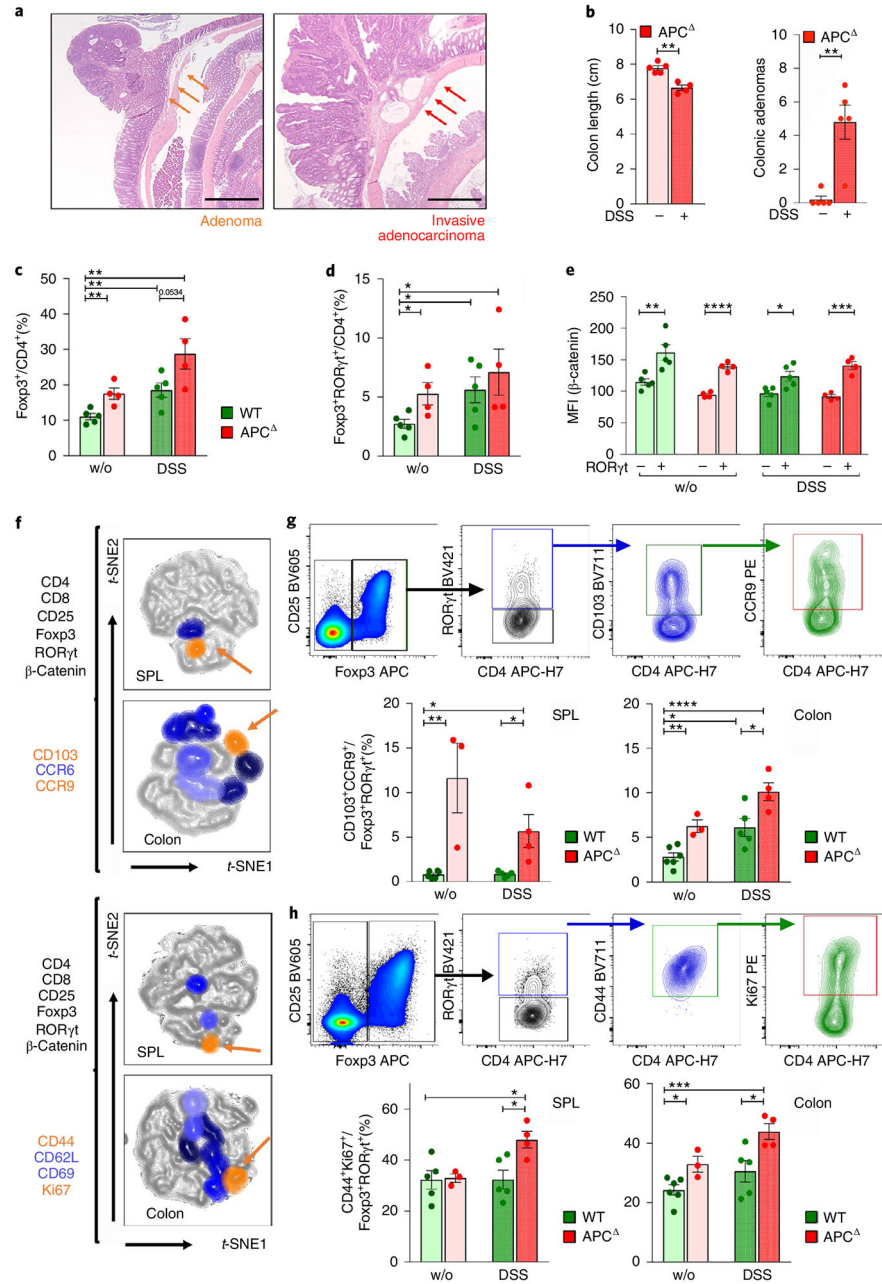 a
Adenoma
Invasive
adenocarcinoma
b
APCΔ
**
Colon length (cm)
10
8
6
4
2
0
DSS – +
APCΔ
**
Colonic adenomas
10
8
6
4
2
0
DSS – +
c
Foxp3+/CD4+(%)
50
40
30
20
10
0
**
**
**
0.0534
w/o DSS
d
Foxp3+RORγt+/CD4+(%)
15
10
5
0
*
*
*
w/o DSS
WT
APCΔ
e
MFI (β-catenin)
250
200
150
100
50
0
** **** * ***
RORγt – + – + – + – +
w/o DSS
f
CD4
CD8
CD25
Foxp3
RORγt
β-Catenin
CD103
CCR6
CCR9
t-SNE2
SPL
Colon
t-SNE1
g
CD25 BV605
Foxp3 APC
RORγt BV421
CD4 APC-H7
CD103 BV711
CD4 APC-H7
CCR9 PE
CD4 APC-H7
CD103+CCR9+/
Foxp3+RORγt+(%)
20
15
10
5
0
*
**
*
SPL
w/o DSS
WT
APCΔ
20
15
10
5
0
****
*
**
*
Colon
w/o DSS
WT
APCΔ
CD4
CD8
CD25
Foxp3
RORγt
β-Catenin
CD44
CD62L
CD69
Ki67
t-SNE2
SPL
Colon
t-SNE1
h
CD25 BV605
Foxp3 APC
RORγt BV421
CD4 APC-H7
CD44 BV711
CD4 APC-H7
Ki67 PE
CD4 APC-H7
CD44+Ki67+/
Foxp3+RORγt+(%)
60
40
20
0
*
*
SPL
w/o DSS
WT
APCΔ
60
40
20
0
***
*
*
Colon
w/o DSS
WT
APCΔ